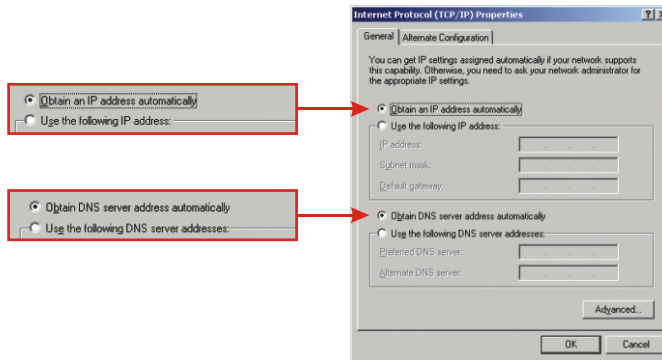 Internet Protocol (TCP/IP) Properties
General
Alternate Configuration
You can get IP settings assigned automatically if your network supports
this capability. Otherwise, you need to ask your network administrator for
the appropriate IP settings.
Obtain an IP address automatically
Use the following IP address:
Obtain an IP address automatically
Use the following IP address:
IP address:
Subnet mask:
Default gateway:
Obtain DNS server address automatically
Use the following DNS server addresses:
Obtain DNS server address automatically
Use the following DNS server addresses:
Preferred DNS server:
Alternate DNS server:
Advanced...
OK
Cancel